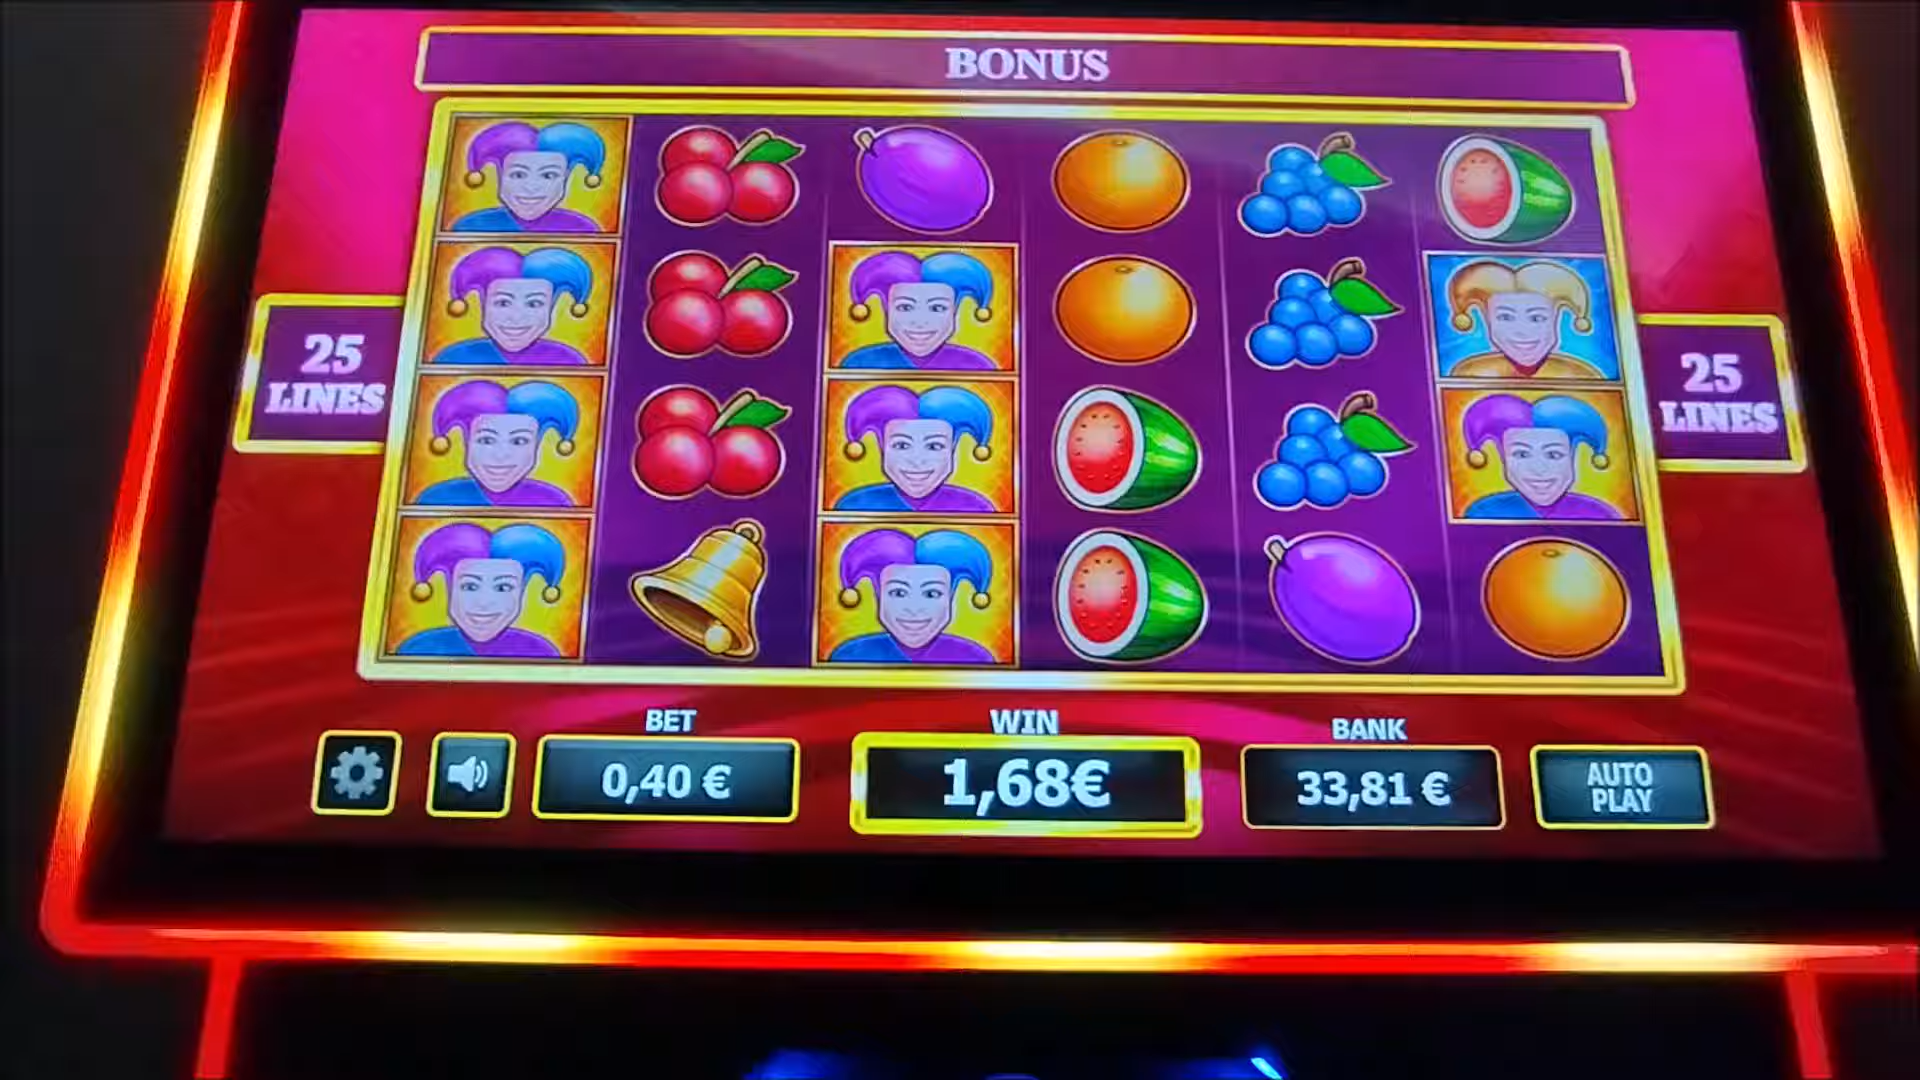 BONUS
25
LINES
25
LINES
BET
WIN
BANK
0,40 €
1,68€
33,81 €
AUTO
PLAY